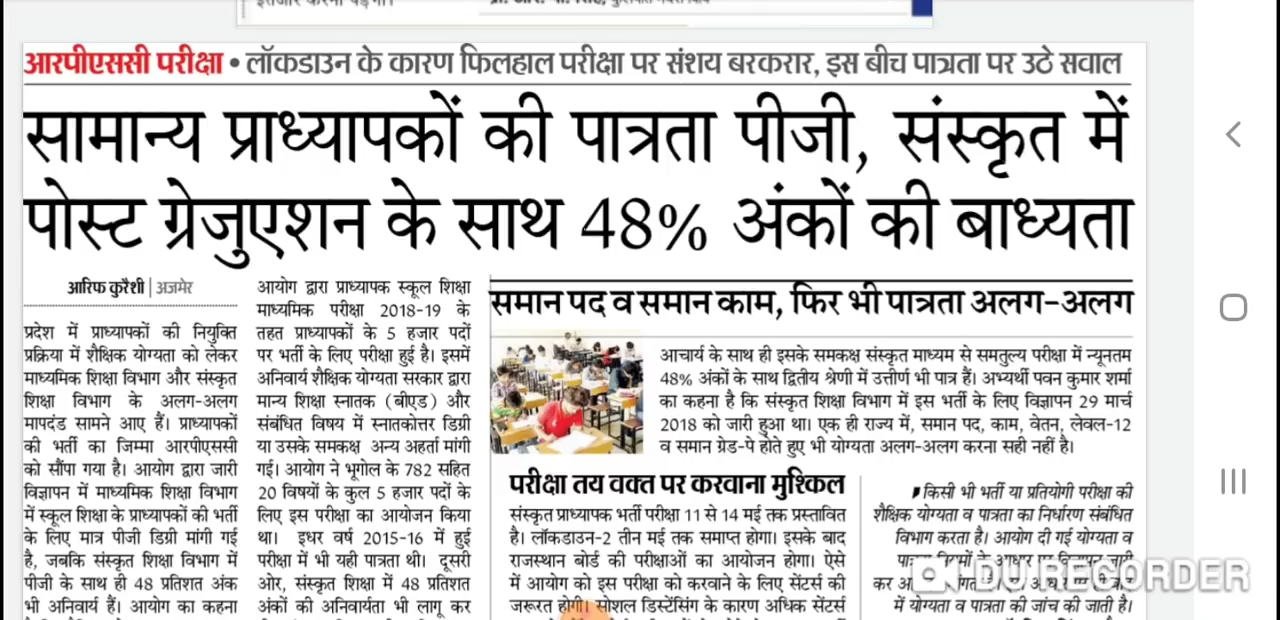 आरपीएससी परीक्षा • लॉकडाउन के कारण फिलहाल परीक्षा पर संशय बरकरार, इस बीच पात्रता पर उठे सवाल
सामान्य प्राध्यापकों की पात्रता पीजी, संस्कृत में
पोस्ट ग्रेजुएशन के साथ 48% अंकों की बाध्यता
आरिफ कुरैशी | अजमेर
प्रदेश में प्राध्यापकों की नियुक्ति
प्रक्रिया में शैक्षिक योग्यता को लेकर
माध्यमिक शिक्षा विभाग और संस्कृत
शिक्षा विभाग के अलग-अलग
मापदंड सामने आए हैं। प्राध्यापकों
की भर्ती का जिम्मा आरपीएससी
को सौंपा गया है। आयोग द्वारा जारी
विज्ञापन में माध्यमिक शिक्षा विभाग
में स्कूल शिक्षा के प्राध्यापकों की भर्ती
के लिए मात्र पीजी डिग्री मांगी गई
है, जबकि संस्कृत शिक्षा विभाग में
पीजी के साथ ही 48 प्रतिशत अंक
भी अनिवार्य हैं। आयोग का कहना
आयोग द्वारा प्राध्यापक स्कूल शिक्षा
माध्यमिक परीक्षा 2018-19 के
तहत प्राध्यापकों के 5 हजार पदों
पर भर्ती के लिए परीक्षा हुई है। इसमें
अनिवार्य शैक्षिक योग्यता सरकार द्वारा
मान्य शिक्षा स्नातक (बीएड) और
संबंधित विषय में स्नातकोत्तर डिग्री
या उसके समकक्ष अन्य अहर्ता मांगी
गई। आयोग ने भूगोल के 782 सहित
20 विषयों के कुल 5 हजार पदों के
लिए इस परीक्षा का आयोजन किया
था। इधर वर्ष 2015-16 में हुई
परीक्षा में भी यही पात्रता थी। दूसरी
ओर, संस्कृत शिक्षा में 48 प्रतिशत
अंकों की अनिवार्यता भी लागू कर
समान पद व समान काम, फिर भी पात्रता अलग-अलग
आचार्य के साथ ही इसके समकक्ष संस्कृत माध्यम से समतुल्य परीक्षा में न्यूनतम
48% अंकों के साथ द्वितीय श्रेणी में उत्तीर्ण भी पात्र हैं। अभ्यर्थी पवन कुमार शर्मा
का कहना है कि संस्कृत शिक्षा विभाग में इस भर्ती के लिए विज्ञापन 29 मार्च
2018 को जारी हुआ था। एक ही राज्य में, समान पद, काम, वेतन, लेवल-12
व समान ग्रेड-पे होते हुए भी योग्यता अलग-अलग करना सही नहीं है।
परीक्षा तय वक्त पर करवाना मुश्किल
संस्कृत प्राध्यापक भर्ती परीक्षा 11 से 14 मई तक प्रस्तावित
है। लॉकडाउन-2 तीन मई तक समाप्त होगा। इसके बाद
राजस्थान बोर्ड की परीक्षाओं का आयोजन होगा। ऐसे
में आयोग को इस परीक्षा को करवाने के लिए सेंटर्स की
जरूरत होगी। सोशल डिस्टेंसिंग के कारण अधिक सेंटर्स
किसी भी भर्ती या प्रतियोगी परीक्षा की
शैक्षिक योग्यता व पात्रता का निर्धारण संबंधित
विभाग करता है। आयोग दी गई योग्यता व
के आधार पर विज्ञापन जारी
कर
में योग्यता व पात्रता की जांच की जाती है।
DU RECORDER